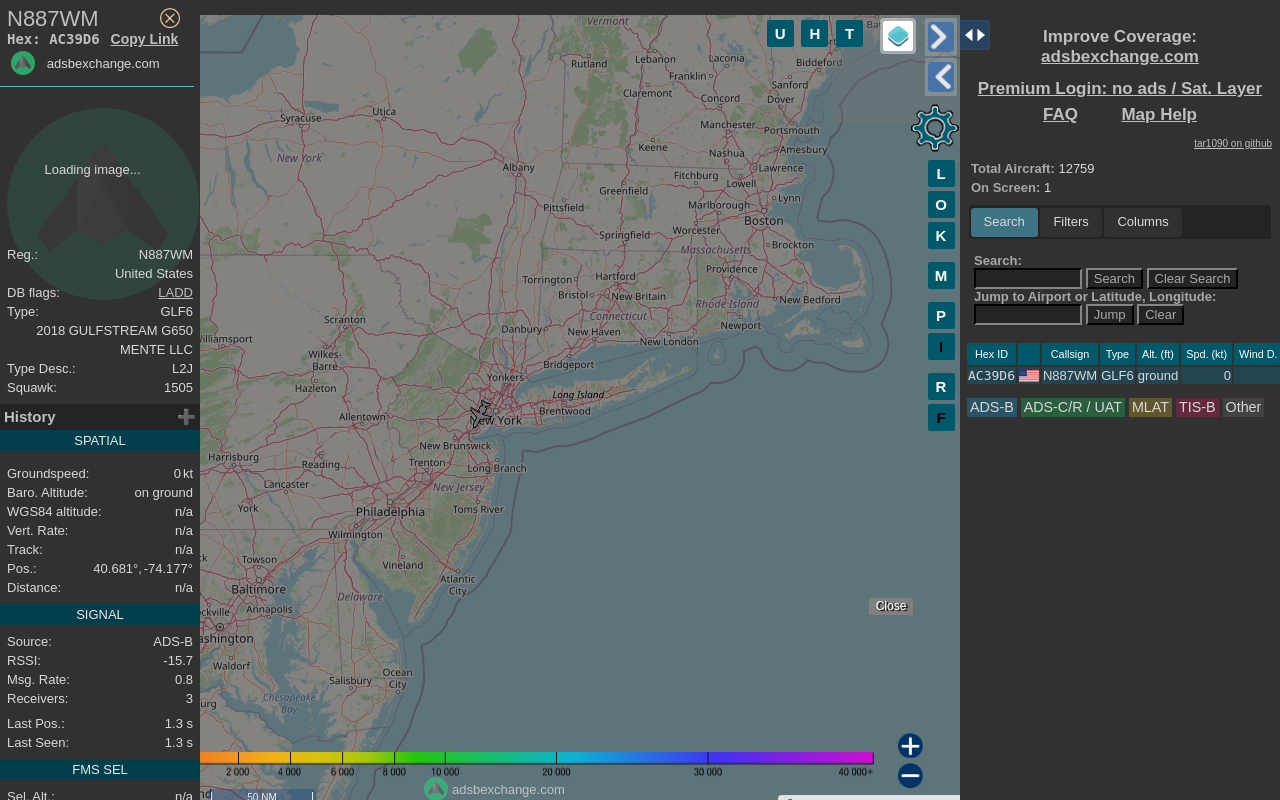 N887WM
Hex: AC39D6 Copy Link
adsbexchange.com
Loading image...
Reg.: N887WM
United States
DB flags: LADD
Type: GLF6
2018 GULFSTREAM G650
MENTE LLC
Type Desc.: L2J
Squawk: 1505
History
SPATIAL
Groundspeed: 0 kt
Baro. Altitude: on ground
WGS84 altitude: n/a
Vert. Rate: n/a
Track: n/a
Pos.: 40.681°, -74.177°
Distance: n/a
SIGNAL
Source: ADS-B
RSSI: -15.7
Msg. Rate: 0.8
Receivers: 3
Last Pos.: 1.3 s
Last Seen: 1.3 s
FMS SEL
Sel. Alt.: n/a
Vermont
Rutland
Lebanon
Laconia
Biddeford
Franklin
Sanford
Claremont
Concord
Dover
Syracuse
Utica
Manchester
Portsmouth
Keene
Nashua
Amesbury
New York
Albany
Fitchburg
Lawrence
Lowell
Greenfield
Pittsfield
Marlborough
Lynn
Boston
Springfield
Worcester
Brockton
Massachusetts
Torrington
Hartford
Providence
Bristol
New Britain
Rhode Island
New Bedford
Scranton
Connecticut
Danbury
New Haven
Newport
New London
illiamsport
Wilkes-
Barre
Bridgeport
Hazleton
Yonkers
Long Island
Brentwood
Allentown
New York
New Brunswick
Harrisburg
Reading
Trenton
Long Branch
Lancaster
New Jersey
York
Philadelphia
Toms River
Wilmington
Towson
Vineland
Baltimore
Atlantic
City
Annapolis
Delaware
ckville
ashington
Waldorf
Salisbury
Ocean
City
Chesapeake
Bay
urg
U H T
L
O
K
M
P
I
R
F
Close
2 000 4 000 6 000 8 000 10 000 20 000 30 000 40 000+
adsbexchange.com
50 NM
Improve Coverage:
adsbexchange.com
Premium Login: no ads / Sat. Layer
FAQ Map Help
tar1090 on github
Total Aircraft: 12759
On Screen: 1
Search Filters Columns
Search:
Search Clear Search
Jump to Airport or Latitude, Longitude:
Jump Clear
Hex ID Callsign Type Alt. (ft) Spd. (kt) Wind D.
AC39D6 N887WM GLF6 ground 0
ADS-B ADS-C/R / UAT MLAT TIS-B Other